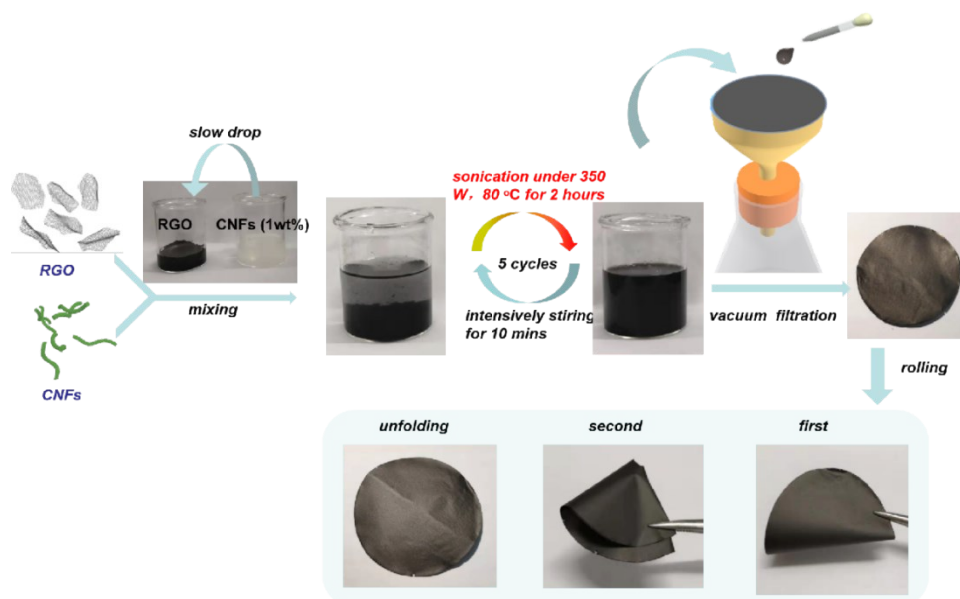 slow drop
RGO
CNFs (1wt%)
RGO
CNFs
mixing
sonication under 350
W, 80 °C for 2 hours
5 cycles
intensively stiring
for 10 mins
vacuum filtration
rolling
unfolding
second
first